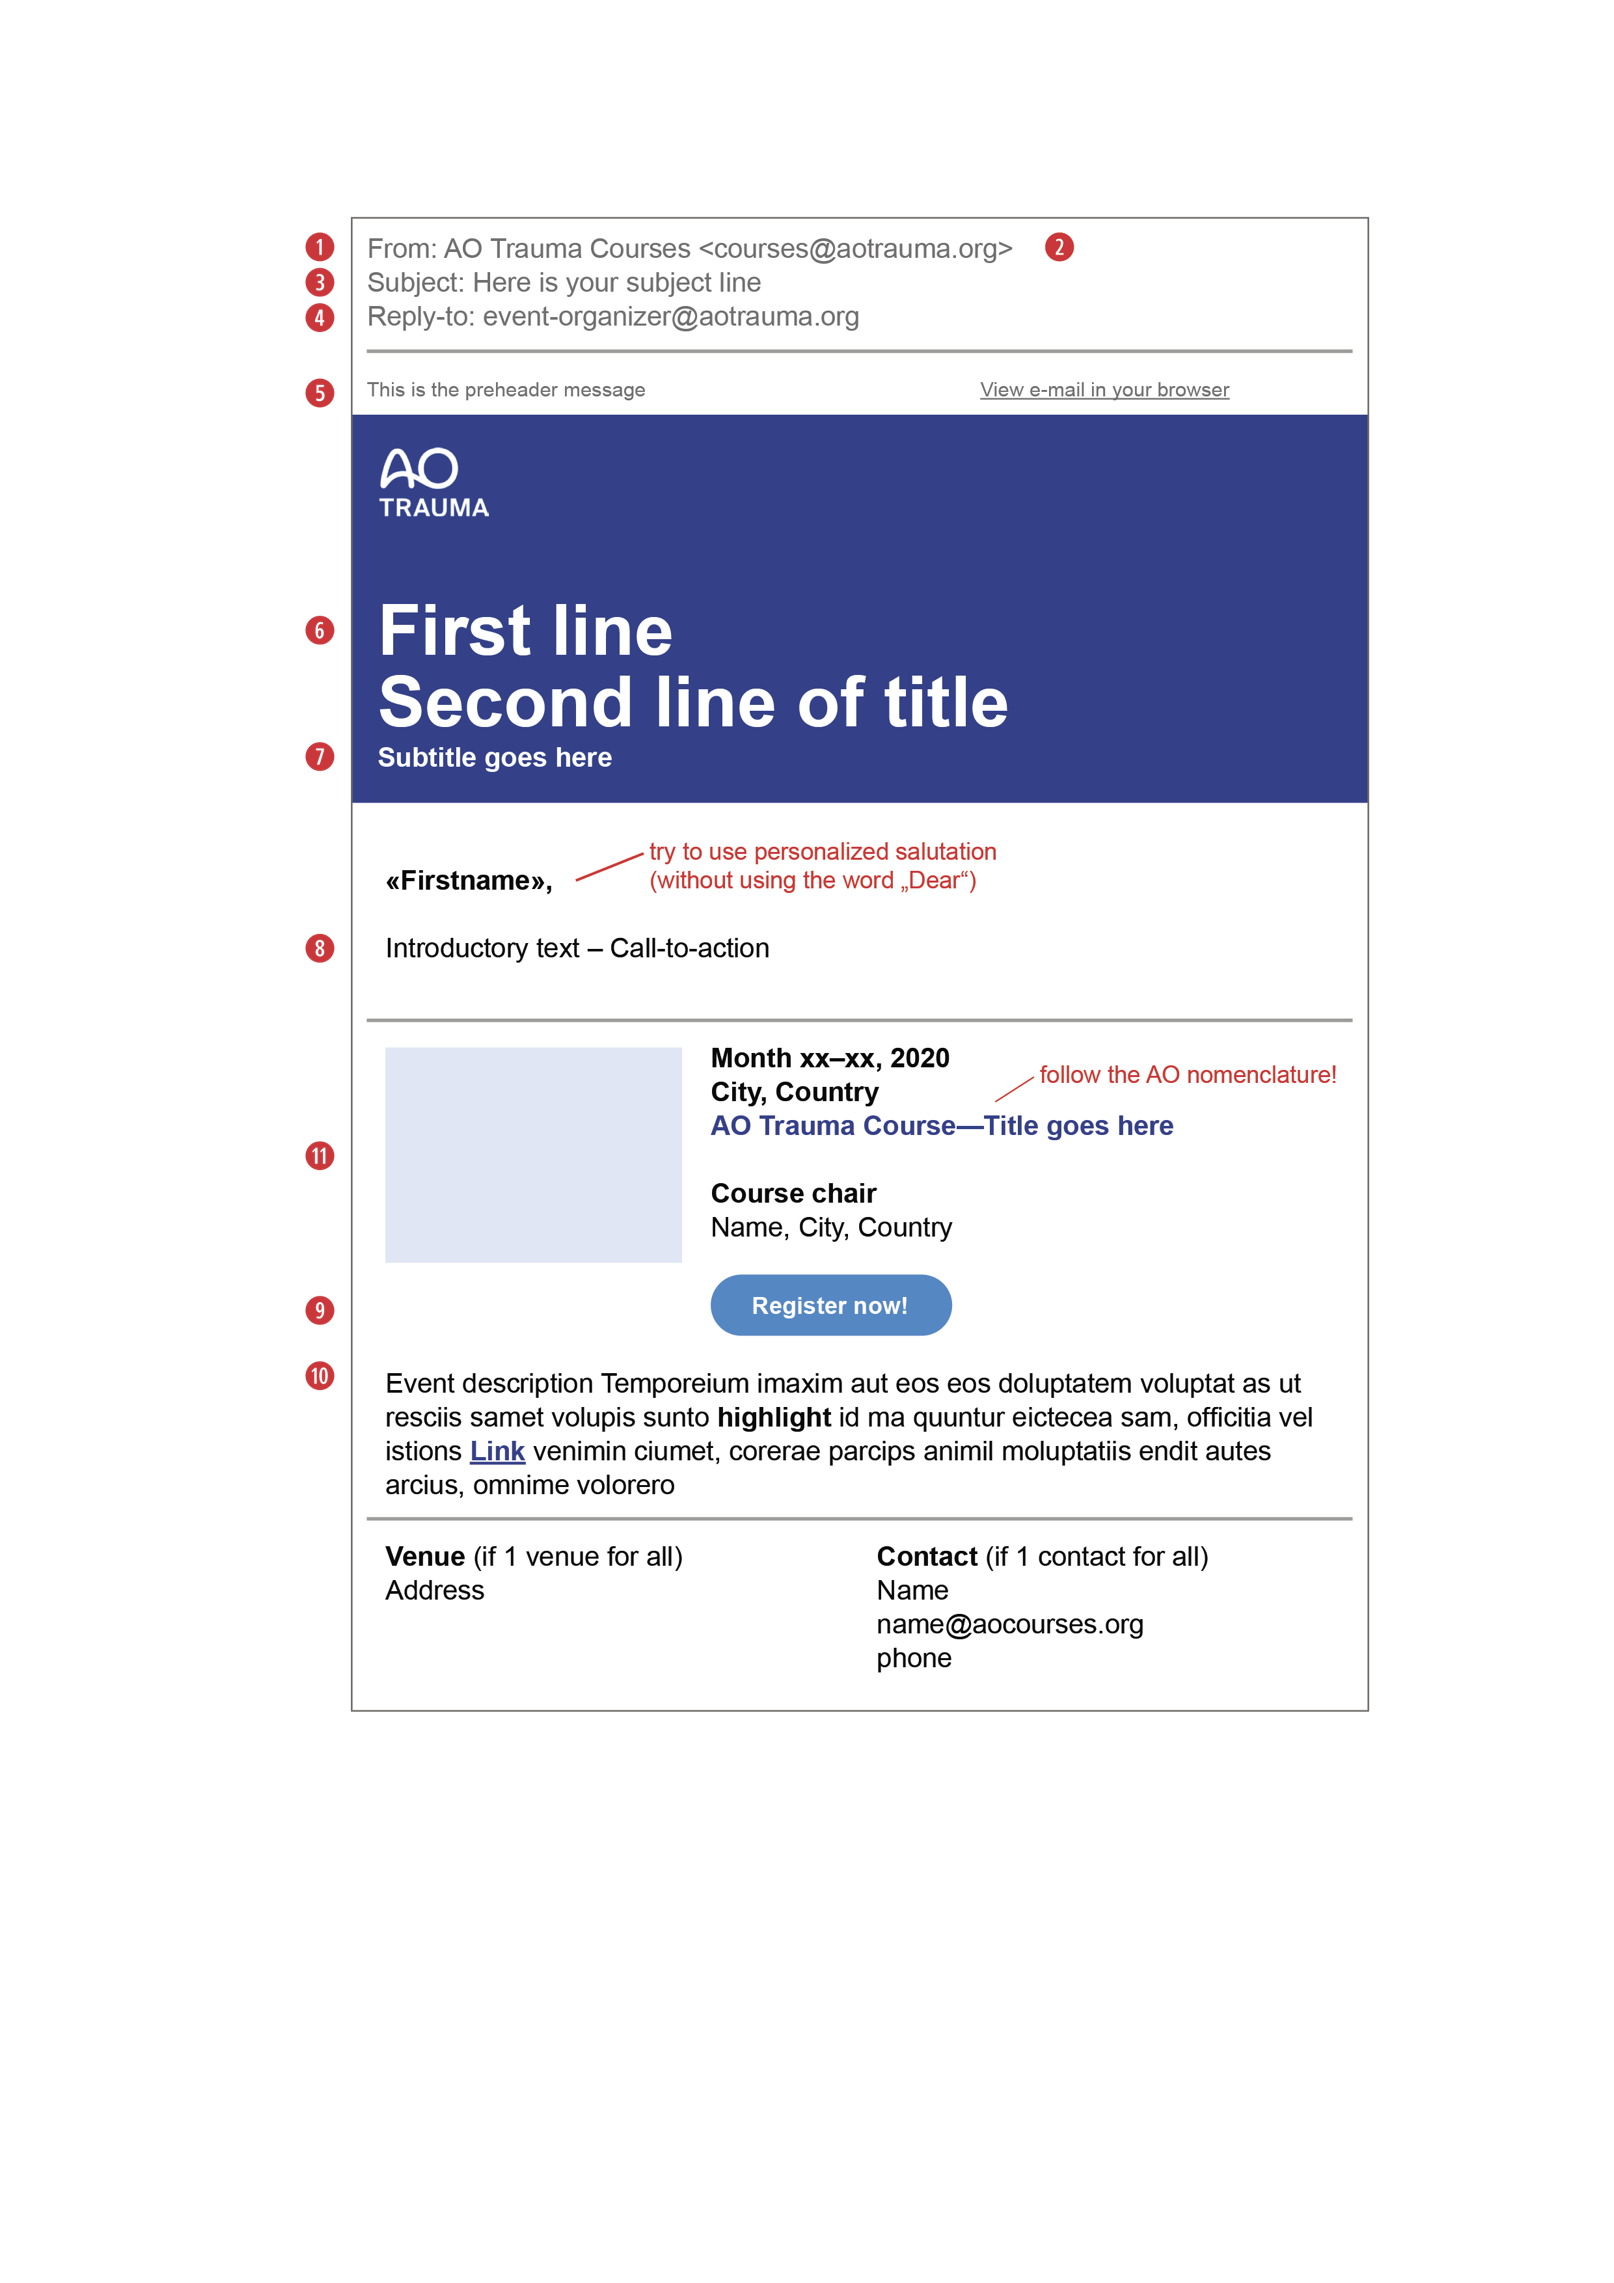 1 From: AO Trauma Courses <courses@aotrauma.org> 2
3 Subject: Here is your subject line
4 Reply-to: event-organizer@aotrauma.org
5 This is the preheader message View e-mail in your browser
AO
TRAUMA
6 First line
Second line of title
7 Subtitle goes here
try to use personalized salutation
(without using the word „Dear“)
«Firstname»,
8 Introductory text – Call-to-action
Month xx–xx, 2020
follow the AO nomenclature!
City, Country
AO Trauma Course—Title goes here
11
Course chair
Name, City, Country
9 Register now!
10 Event description Temporeium imaxim aut eos eos doluptatem voluptat as ut
resciis samet volupis sunto highlight id ma quuntur eictecea sam, officitia vel
istions Link venimin ciumet, corerae parcips animil moluptatiis endit autes
arcius, omnime volorero
Venue (if 1 venue for all)
Address
Contact (if 1 contact for all)
Name
name@aocourses.org
phone